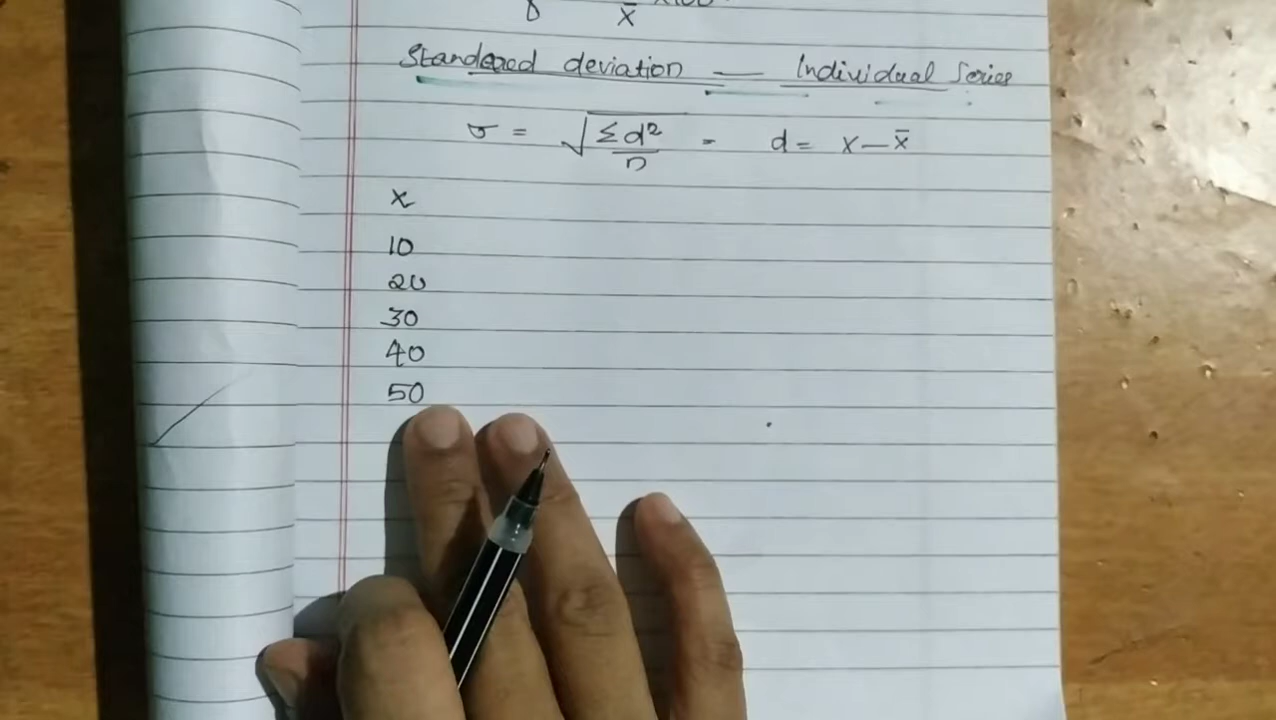 x̄
Standered deviation — Individual Series
σ = √Σd²/n - d = x—x̄
x
10
20
30
40
50